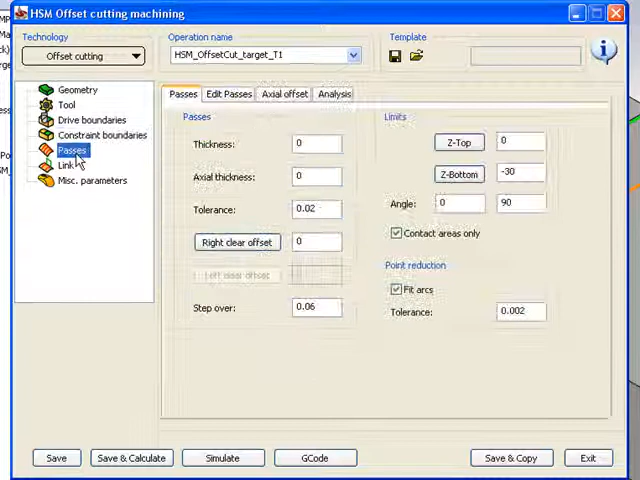 HSM Offset cutting machining
Technology
Offset cutting
Operation name
HSM_OffsetCut_target_T1
Template
Geometry
Tool
Drive boundaries
Constraint boundaries
Passes
Link
Misc. parameters
Passes
Edit Passes
Axial offset
Analysis
Passes
Thickness:
0
Axial thickness:
0
Tolerance:
0.02
Right clear offset
0
Left clear offset
Step over:
0.06
Limits
Z-Top
0
Z-Bottom
-30
Angle:
0
90
Contact areas only
Point reduction
Fit arcs
Tolerance:
0.002
Save
Save & Calculate
Simulate
GCode
Save & Copy
Exit